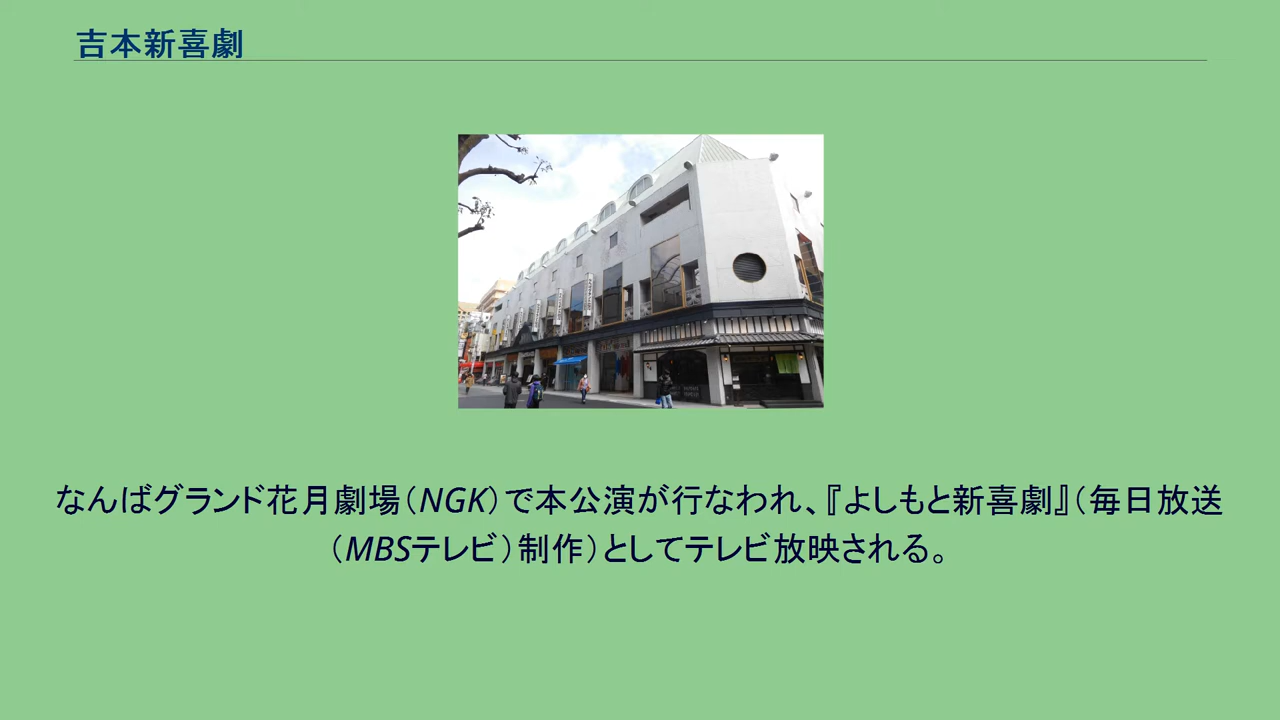 吉本新喜劇
なんばグランド花月劇場（NGK）で本公演が行なわれ、『よしもと新喜劇』（毎日放送
（MBSテレビ）制作）としてテレビ放映される。